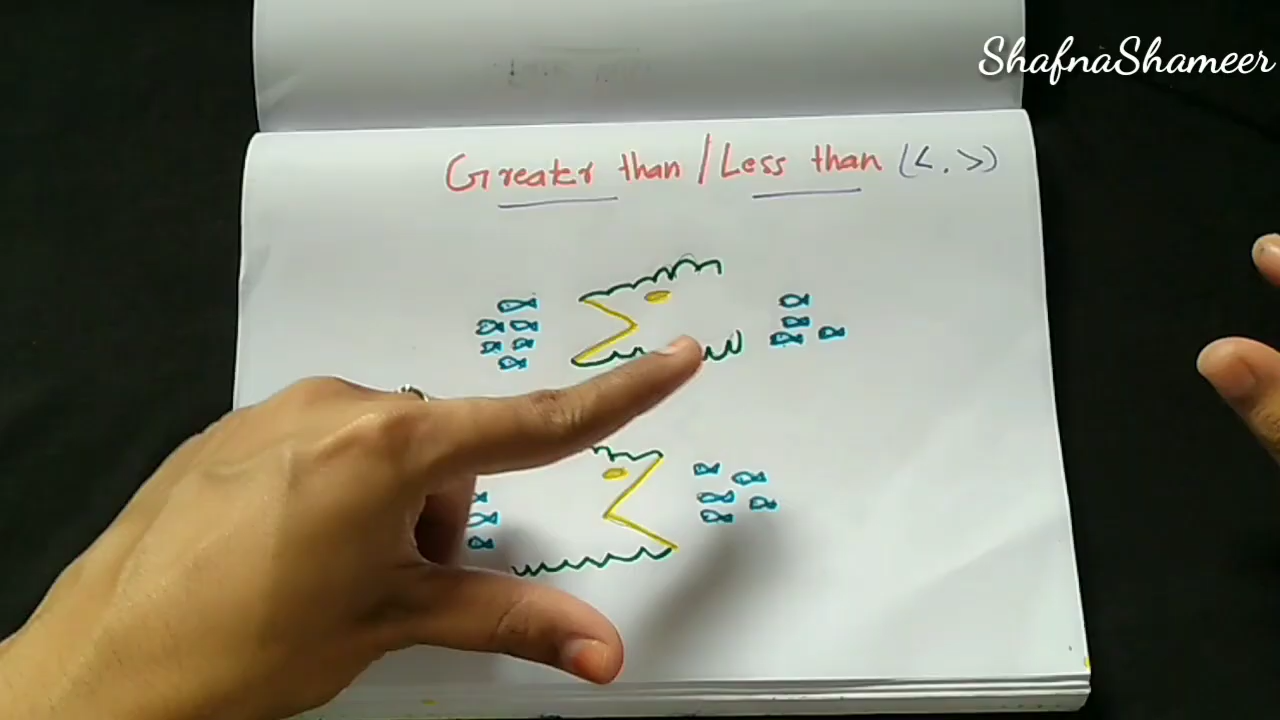 ShafnaShameer
Greater than / Less than (<, >)